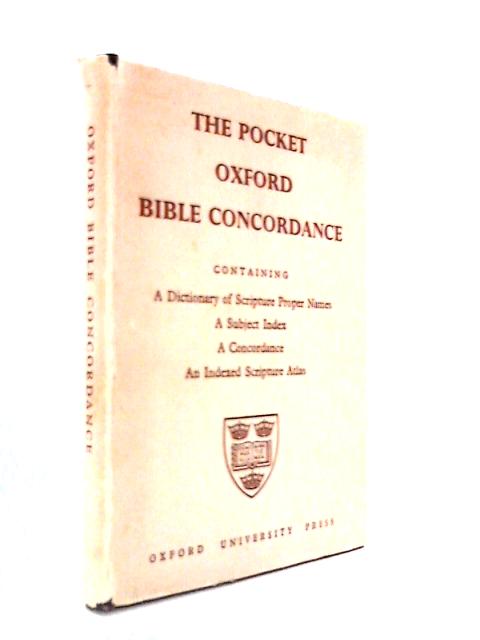 OXFORD BIBLE CONCORDANCE
THE POCKET
OXFORD
BIBLE CONCORDANCE
CONTAINING
A Dictionary of Scripture Proper Names
A Subject Index
A Concordance
An Indexed Scripture Atlas
OXFORD UNIVERSITY PRESS